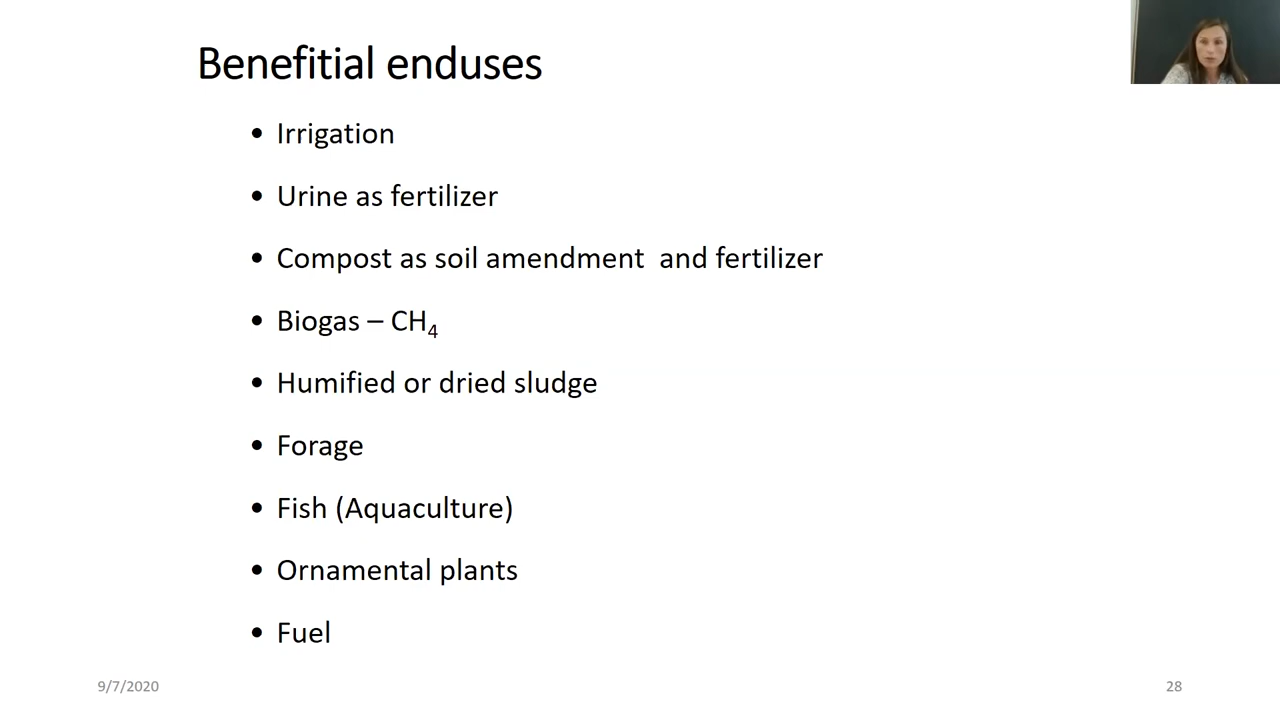 Benefitial enduses
• Irrigation
• Urine as fertilizer
• Compost as soil amendment  and fertilizer
• Biogas – CH₄
• Humified or dried sludge
• Forage
• Fish (Aquaculture)
• Ornamental plants
• Fuel
9/7/2020
28